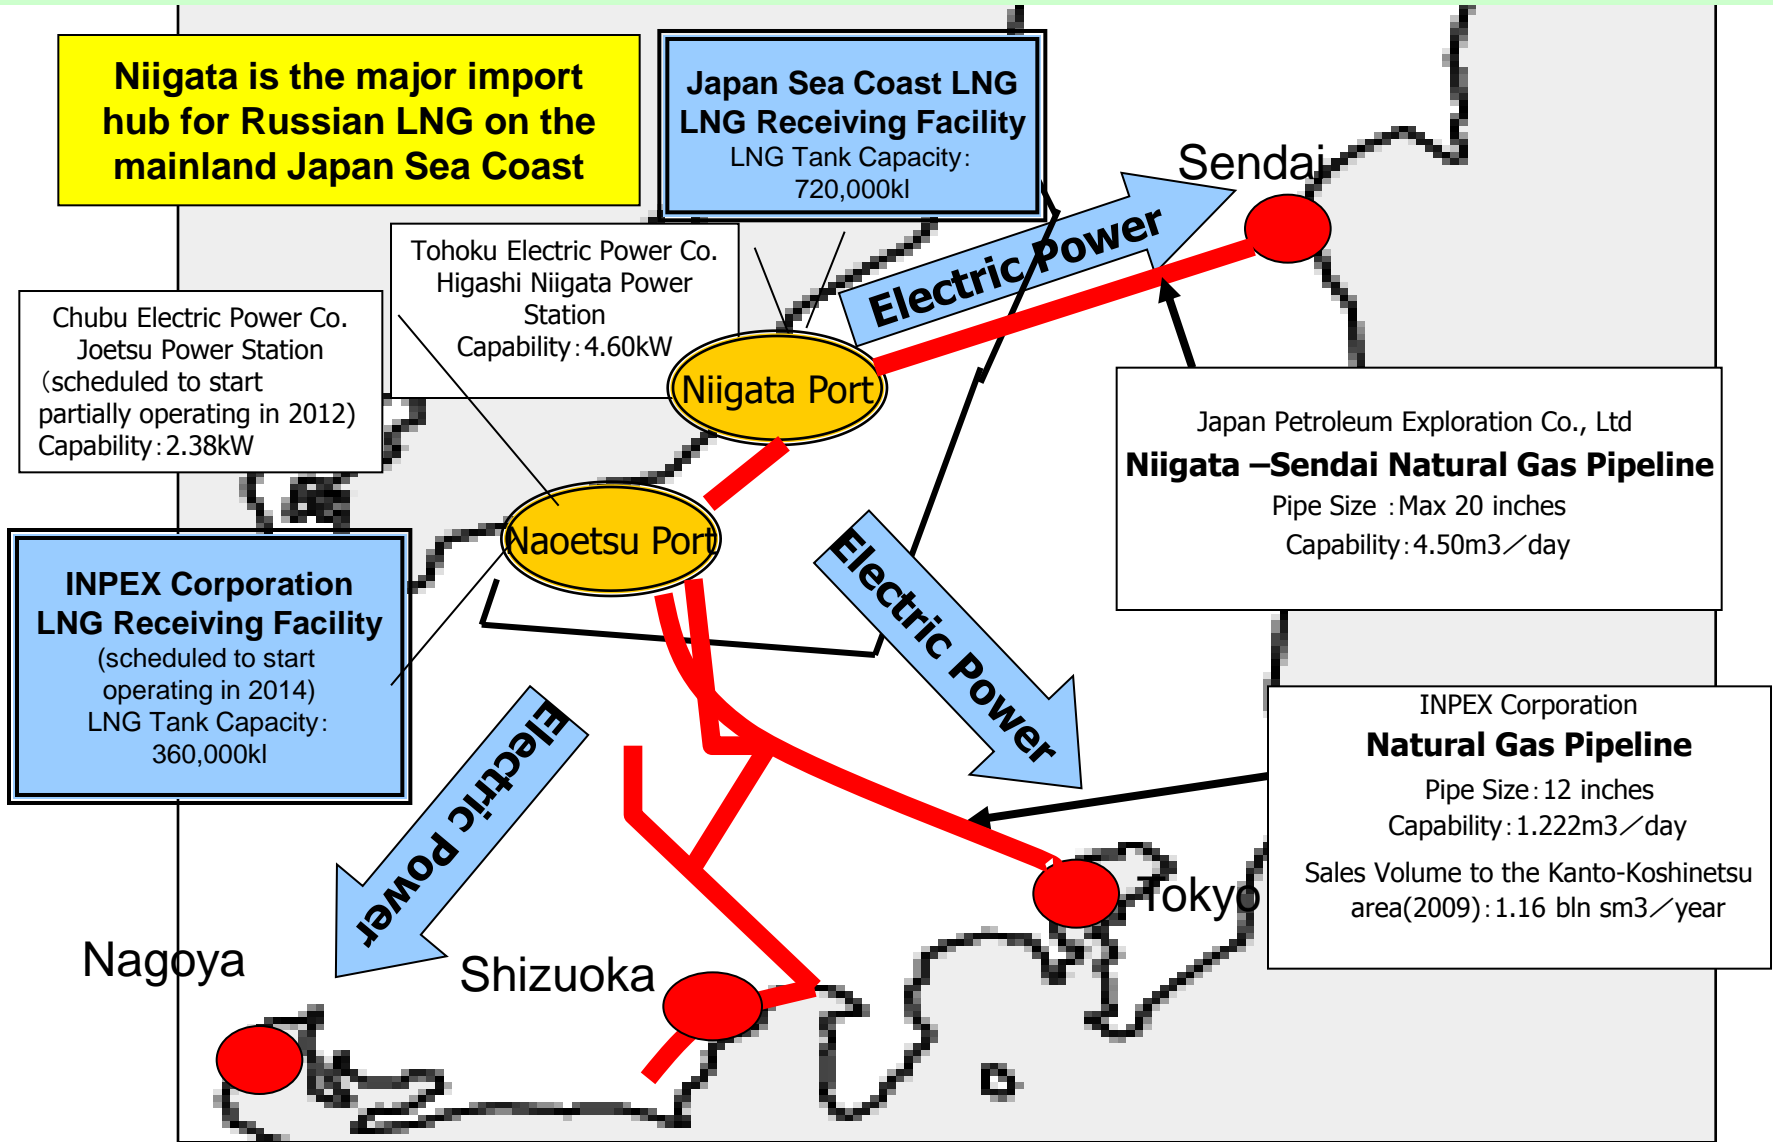 Niigata is the major import
hub for Russian LNG on the
mainland Japan Sea Coast
Japan Sea Coast LNG
LNG Receiving Facility
LNG Tank Capacity:
720,000kl
Sendai
Electric Power
Tohoku Electric Power Co.
Higashi Niigata Power
Station
Capability:4.60kW
Chubu Electric Power Co.
Joetsu Power Station
(scheduled to start
partially operating in 2012)
Capability:2.38kW
Niigata Port
Japan Petroleum Exploration Co., Ltd
Niigata –Sendai Natural Gas Pipeline
Pipe Size :Max 20 inches
Capability:4.50m3/day
Naoetsu Port
INPEX Corporation
LNG Receiving Facility
(scheduled to start
operating in 2014)
LNG Tank Capacity:
360,000kl
Electric Power
Electric Power
INPEX Corporation
Natural Gas Pipeline
Pipe Size:12 inches
Capability:1.222m3/day
Sales Volume to the Kanto-Koshinetsu
area(2009):1.16 bln sm3/year
Tokyo
Nagoya
Shizuoka